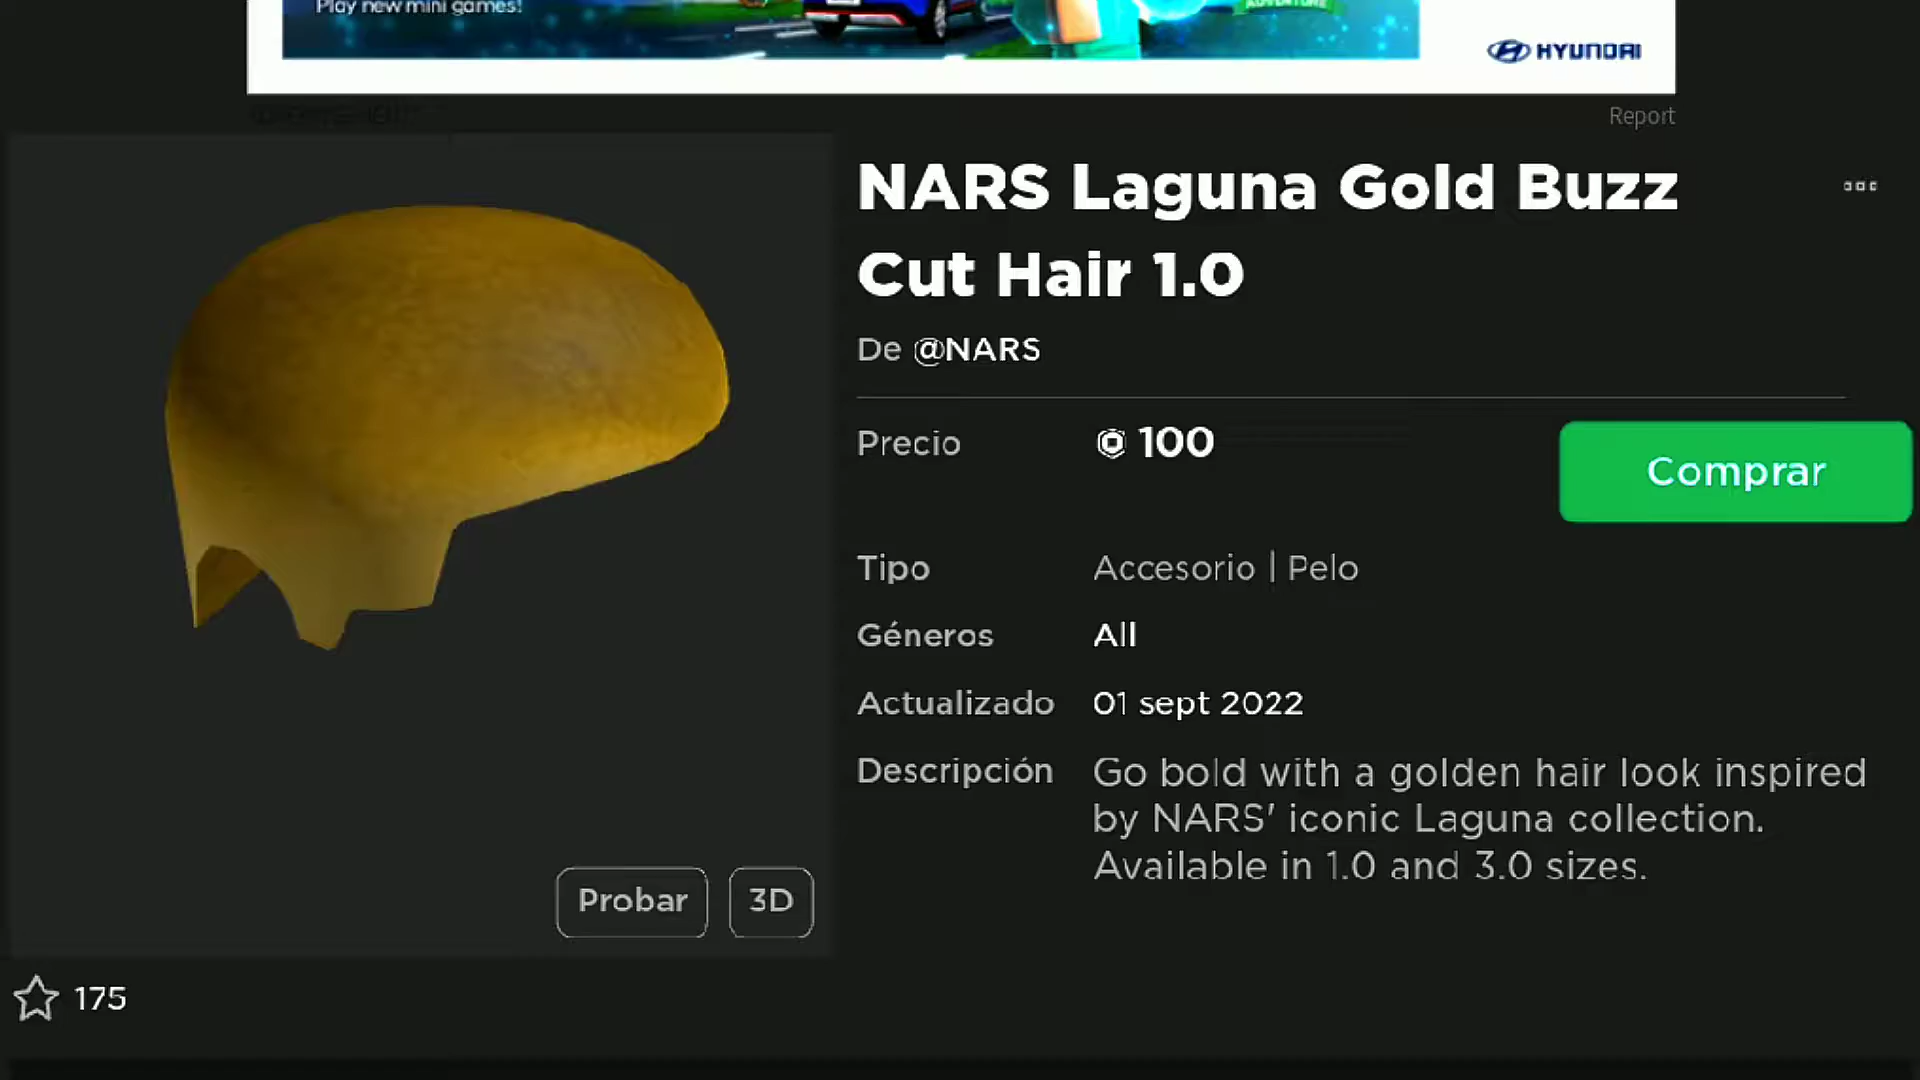 Play new mini games!
ADVENTURE
HYUNDAI
Report
NARS Laguna Gold Buzz
Cut Hair 1.0
De @NARS
Precio 100
Comprar
Tipo Accesorio | Pelo
Géneros All
Actualizado 01 sept 2022
Descripción Go bold with a golden hair look inspired
by NARS' iconic Laguna collection.
Available in 1.0 and 3.0 sizes.
Probar 3D
175